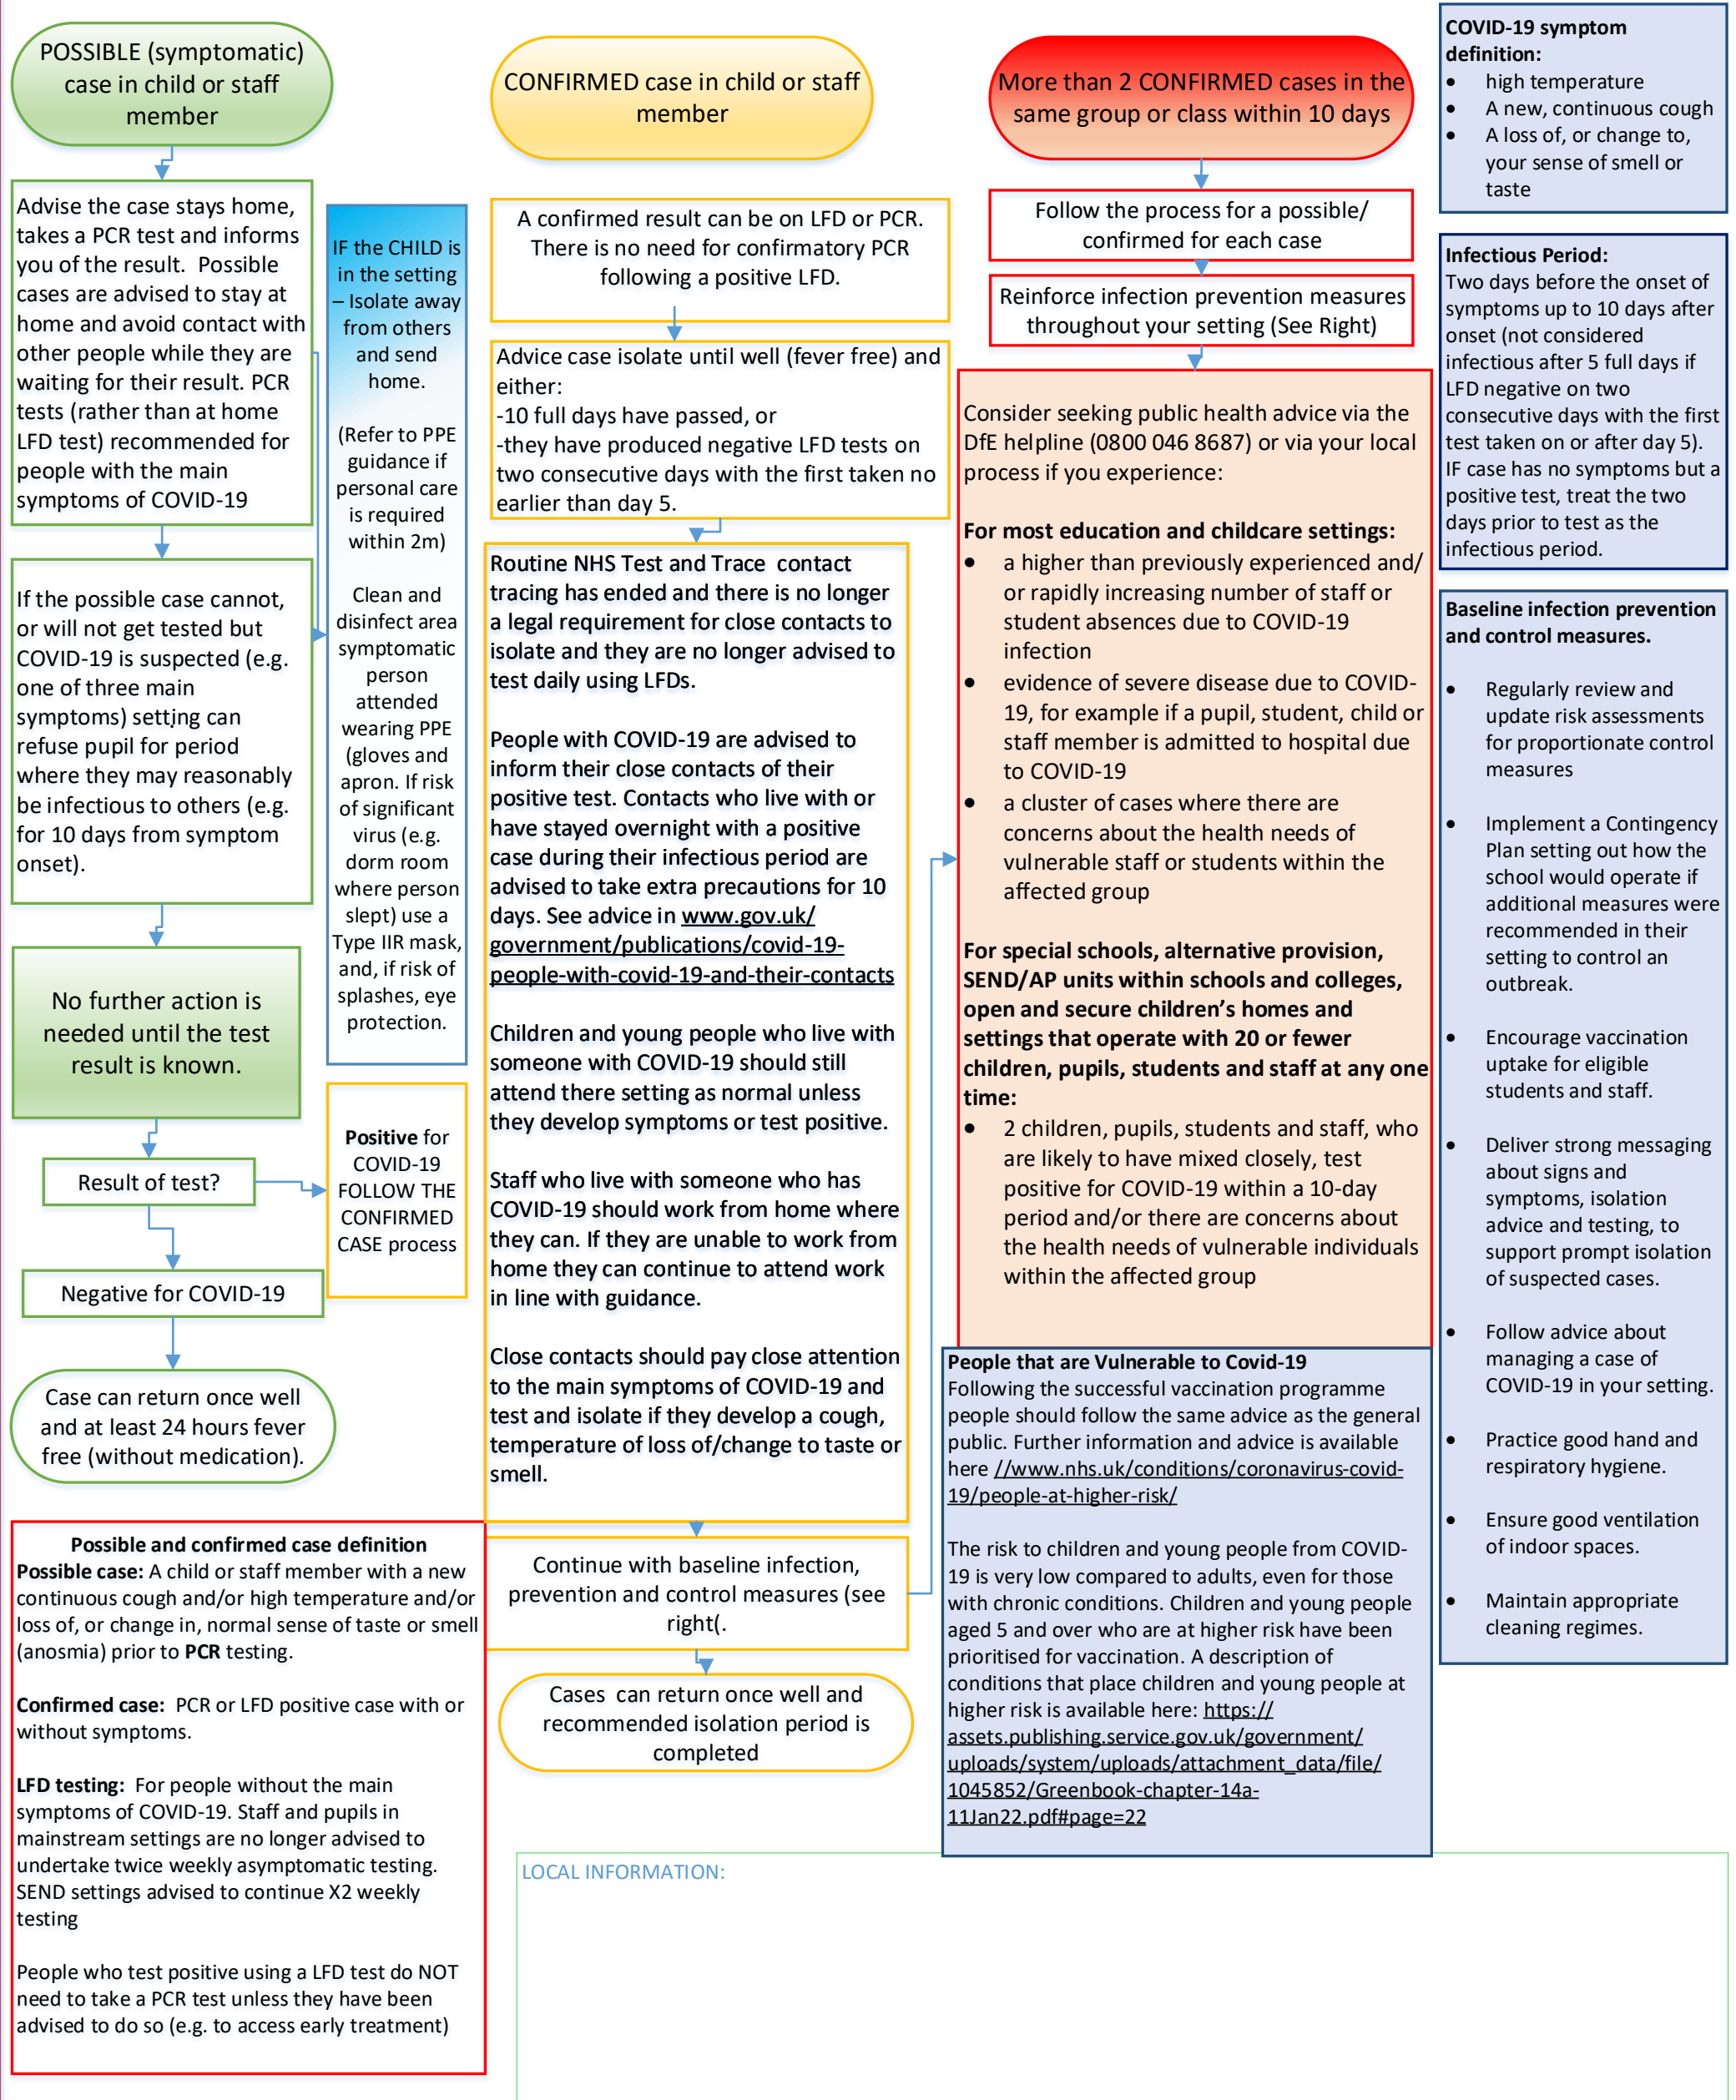 POSSIBLE (symptomatic)
case in child or staff
member
Advise the case stays home,
takes a PCR test and informs
you of the result.  Possible
cases are advised to stay at
home and avoid contact with
other people while they are
waiting for their result. PCR
tests (rather than at home
LFD test) recommended for
people with the main
symptoms of COVID-19
If the possible case cannot,
or will not get tested but
COVID-19 is suspected (e.g.
one of three main
symptoms) setting can
refuse pupil for period
where they may reasonably
be infectious to others (e.g.
for 10 days from symptom
onset).
No further action is
needed until the test
result is known.
Result of test?
Negative for COVID-19
Case can return once well
and at least 24 hours fever
free (without medication).
IF the CHILD is
in the setting
– Isolate away
from others
and send
home.
(Refer to PPE
guidance if
personal care
is required
within 2m)
Clean and
disinfect area
symptomatic
person
attended
wearing PPE
(gloves and
apron. If risk
of significant
virus (e.g.
dorm room
where person
slept) use a
Type IIR mask,
and, if risk of
splashes, eye
protection.
Positive for
COVID-19
FOLLOW THE
CONFIRMED
CASE process
Possible and confirmed case definition
Possible case: A child or staff member with a new
continuous cough and/or high temperature and/or
loss of, or change in, normal sense of taste or smell
(anosmia) prior to PCR testing.
Confirmed case:  PCR or LFD positive case with or
without symptoms.
LFD testing:  For people without the main
symptoms of COVID-19. Staff and pupils in
mainstream settings are no longer advised to
undertake twice weekly asymptomatic testing.
SEND settings advised to continue X2 weekly
testing
People who test positive using a LFD test do NOT
need to take a PCR test unless they have been
advised to do so (e.g. to access early treatment)
CONFIRMED case in child or staff
member
A confirmed result can be on LFD or PCR.
There is no need for confirmatory PCR
following a positive LFD.
Advice case isolate until well (fever free) and
either:
-10 full days have passed, or
-they have produced negative LFD tests on
two consecutive days with the first taken no
earlier than day 5.
Routine NHS Test and Trace  contact
tracing has ended and there is no longer
a legal requirement for close contacts to
isolate and they are no longer advised to
test daily using LFDs.
People with COVID-19 are advised to
inform their close contacts of their
positive test. Contacts who live with or
have stayed overnight with a positive
case during their infectious period are
advised to take extra precautions for 10
days. See advice in www.gov.uk/
government/publications/covid-19-
people-with-covid-19-and-their-contacts
Children and young people who live with
someone with COVID-19 should still
attend there setting as normal unless
they develop symptoms or test positive.
Staff who live with someone who has
COVID-19 should work from home where
they can. If they are unable to work from
home they can continue to attend work
in line with guidance.
Close contacts should pay close attention
to the main symptoms of COVID-19 and
test and isolate if they develop a cough,
temperature of loss of/change to taste or
smell.
Continue with baseline infection,
prevention and control measures (see
right(.
Cases  can return once well and
recommended isolation period is
completed
More than 2 CONFIRMED cases in the
same group or class within 10 days
Follow the process for a possible/
confirmed for each case
Reinforce infection prevention measures
throughout your setting (See Right)
Consider seeking public health advice via the
DfE helpline (0800 046 8687) or via your local
process if you experience:
For most education and childcare settings:
• a higher than previously experienced and/
or rapidly increasing number of staff or
student absences due to COVID-19
infection
• evidence of severe disease due to COVID-
19, for example if a pupil, student, child or
staff member is admitted to hospital due
to COVID-19
• a cluster of cases where there are
concerns about the health needs of
vulnerable staff or students within the
affected group
For special schools, alternative provision,
SEND/AP units within schools and colleges,
open and secure children's homes and
settings that operate with 20 or fewer
children, pupils, students and staff at any one
time:
• 2 children, pupils, students and staff, who
are likely to have mixed closely, test
positive for COVID-19 within a 10-day
period and/or there are concerns about
the health needs of vulnerable individuals
within the affected group
People that are Vulnerable to Covid-19
Following the successful vaccination programme
people should follow the same advice as the general
public. Further information and advice is available
here //www.nhs.uk/conditions/coronavirus-covid-
19/people-at-higher-risk/
The risk to children and young people from COVID-
19 is very low compared to adults, even for those
with chronic conditions. Children and young people
aged 5 and over who are at higher risk have been
prioritised for vaccination. A description of
conditions that place children and young people at
higher risk is available here: https://
assets.publishing.service.gov.uk/government/
uploads/system/uploads/attachment_data/file/
1045852/Greenbook-chapter-14a-
11Jan22.pdf#page=22
COVID-19 symptom
definition:
• high temperature
• A new, continuous cough
• A loss of, or change to,
your sense of smell or
taste
Infectious Period:
Two days before the onset of
symptoms up to 10 days after
onset (not considered
infectious after 5 full days if
LFD negative on two
consecutive days with the first
test taken on or after day 5).
IF case has no symptoms but a
positive test, treat the two
days prior to test as the
infectious period.
Baseline infection prevention
and control measures.
• Regularly review and
update risk assessments
for proportionate control
measures
• Implement a Contingency
Plan setting out how the
school would operate if
additional measures were
recommended in their
setting to control an
outbreak.
• Encourage vaccination
uptake for eligible
students and staff.
• Deliver strong messaging
about signs and
symptoms, isolation
advice and testing, to
support prompt isolation
of suspected cases.
• Follow advice about
managing a case of
COVID-19 in your setting.
• Practice good hand and
respiratory hygiene.
• Ensure good ventilation
of indoor spaces.
• Maintain appropriate
cleaning regimes.
LOCAL INFORMATION: